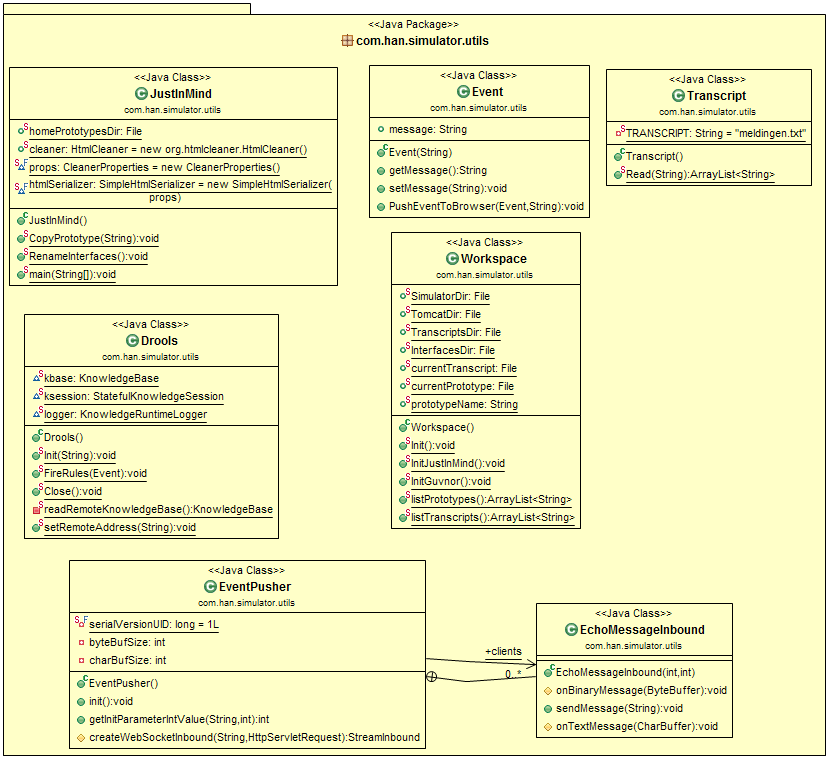 <<Java Package>>
com.han.simulator.utils
<<Java Class>>
JustInMind
com.han.simulator.utils
homePrototypesDir: File
cleaner: HtmlCleaner = new org.htmlcleaner.HtmlCleaner()
props: CleanerProperties = new CleanerProperties()
htmlSerializer: SimpleHtmlSerializer = new SimpleHtmlSerializer(
props)
JustInMind()
CopyPrototype(String):void
RenameInterfaces():void
main(String[]):void
<<Java Class>>
Event
com.han.simulator.utils
message: String
Event(String)
getMessage():String
setMessage(String):void
PushEventToBrowser(Event,String):void
<<Java Class>>
Transcript
com.han.simulator.utils
TRANSCRIPT: String = "meldingen.txt"
Transcript()
Read(String):ArrayList<String>
<<Java Class>>
Workspace
com.han.simulator.utils
SimulatorDir: File
TomcatDir: File
TranscriptsDir: File
InterfacesDir: File
currentTranscript: File
currentPrototype: File
prototypeName: String
Workspace()
Init():void
InitJustInMind():void
InitGuvnor():void
listPrototypes():ArrayList<String>
listTranscripts():ArrayList<String>
<<Java Class>>
Drools
com.han.simulator.utils
kbase: KnowledgeBase
ksession: StatefulKnowledgeSession
logger: KnowledgeRuntimeLogger
Drools()
Init(String):void
FireRules(Event):void
Close():void
readRemoteKnowledgeBase():KnowledgeBase
setRemoteAddress(String):void
<<Java Class>>
EventPusher
com.han.simulator.utils
serialVersionUID: long = 1L
byteBufSize: int
charBufSize: int
EventPusher()
init():void
getInitParameterIntValue(String,int):int
createWebSocketInbound(String,HttpServletRequest):StreamInbound
+clients
0..*
<<Java Class>>
EchoMessageInbound
com.han.simulator.utils
EchoMessageInbound(int,int)
onBinaryMessage(ByteBuffer):void
sendMessage(String):void
onTextMessage(CharBuffer):void